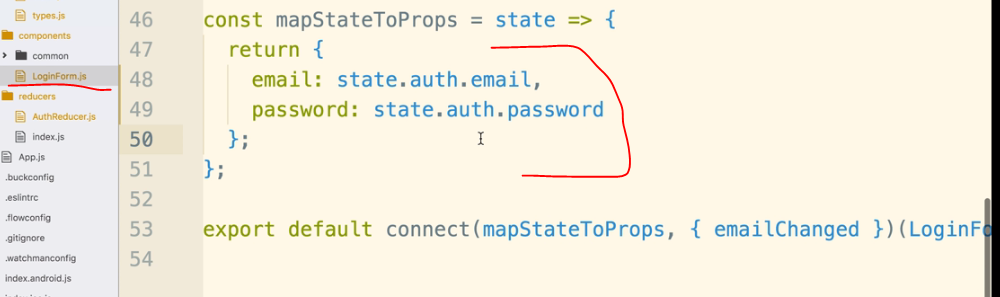 types.js
components
common
LoginForm.js
reducers
AuthReducer.js
index.js
App.js
.buckconfig
.eslintrc
.flowconfig
.gitignore
.watchmanconfig
index.android.js
46 const mapStateToProps = state => {
47 return {
48 email: state.auth.email,
49 password: state.auth.password
50 };
51 };
52
53 export default connect(mapStateToProps, { emailChanged })(LoginFo
54